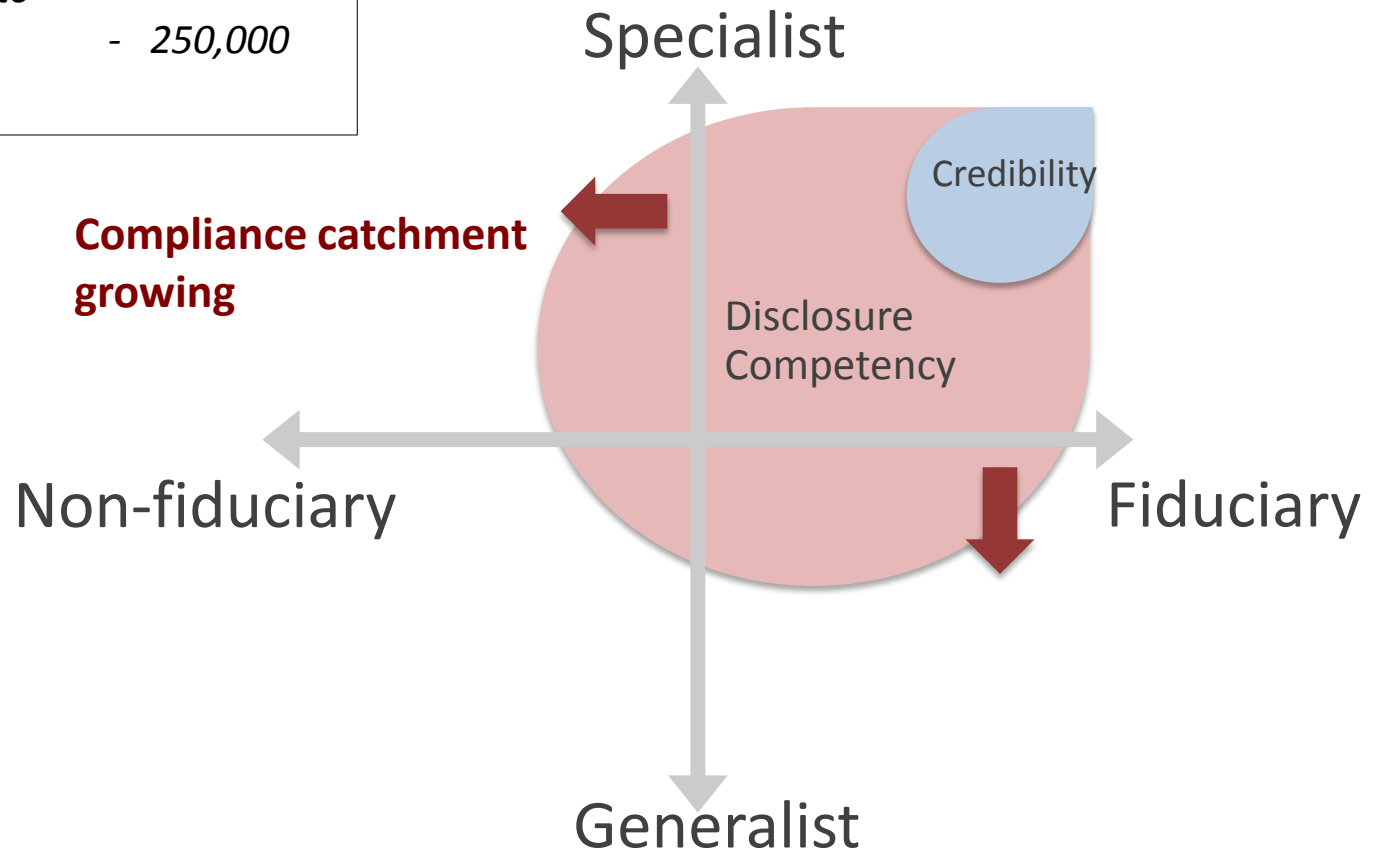 - 250,000
Specialist
Credibility
Compliance catchment
growing
Disclosure
Competency
Non-fiduciary
Fiduciary
Generalist